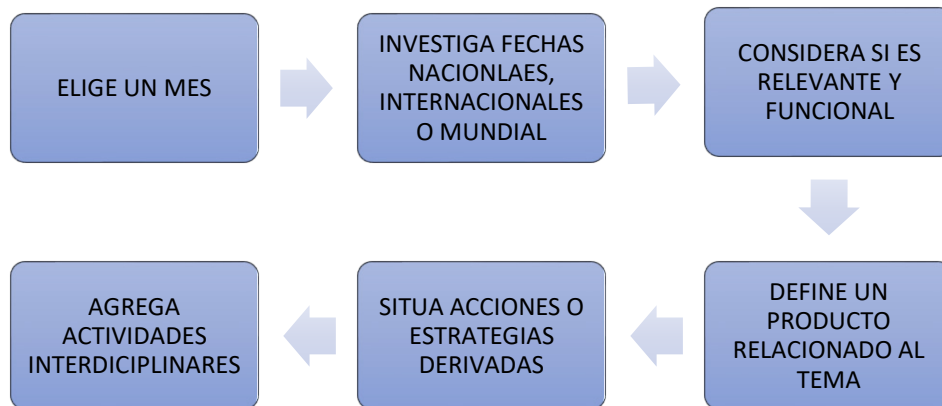 ELIGE UN MES
INVESTIGA FECHAS
NACIONLAES,
INTERNACIONALES
O MUNDIAL
CONSIDERA SI ES
RELEVANTE Y
FUNCIONAL
DEFINE UN
PRODUCTO
RELACIONADO AL
TEMA
SITUA ACCIONES O
ESTRATEGIAS
DERIVADAS
AGREGA
ACTIVIDADES
INTERDICIPLINARES